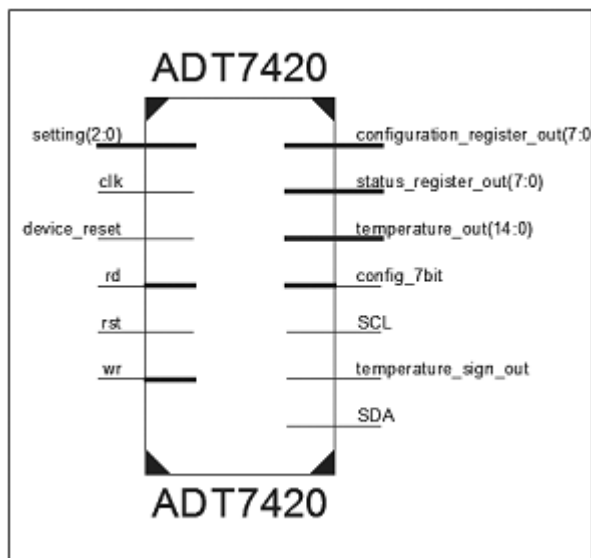 ADT7420
setting(2:0)
clk
device_reset
rd
rst
wr
configuration_register_out(7:0
status_register_out(7:0)
temperature_out(14:0)
config_7bit
SCL
temperature_sign_out
SDA
ADT7420